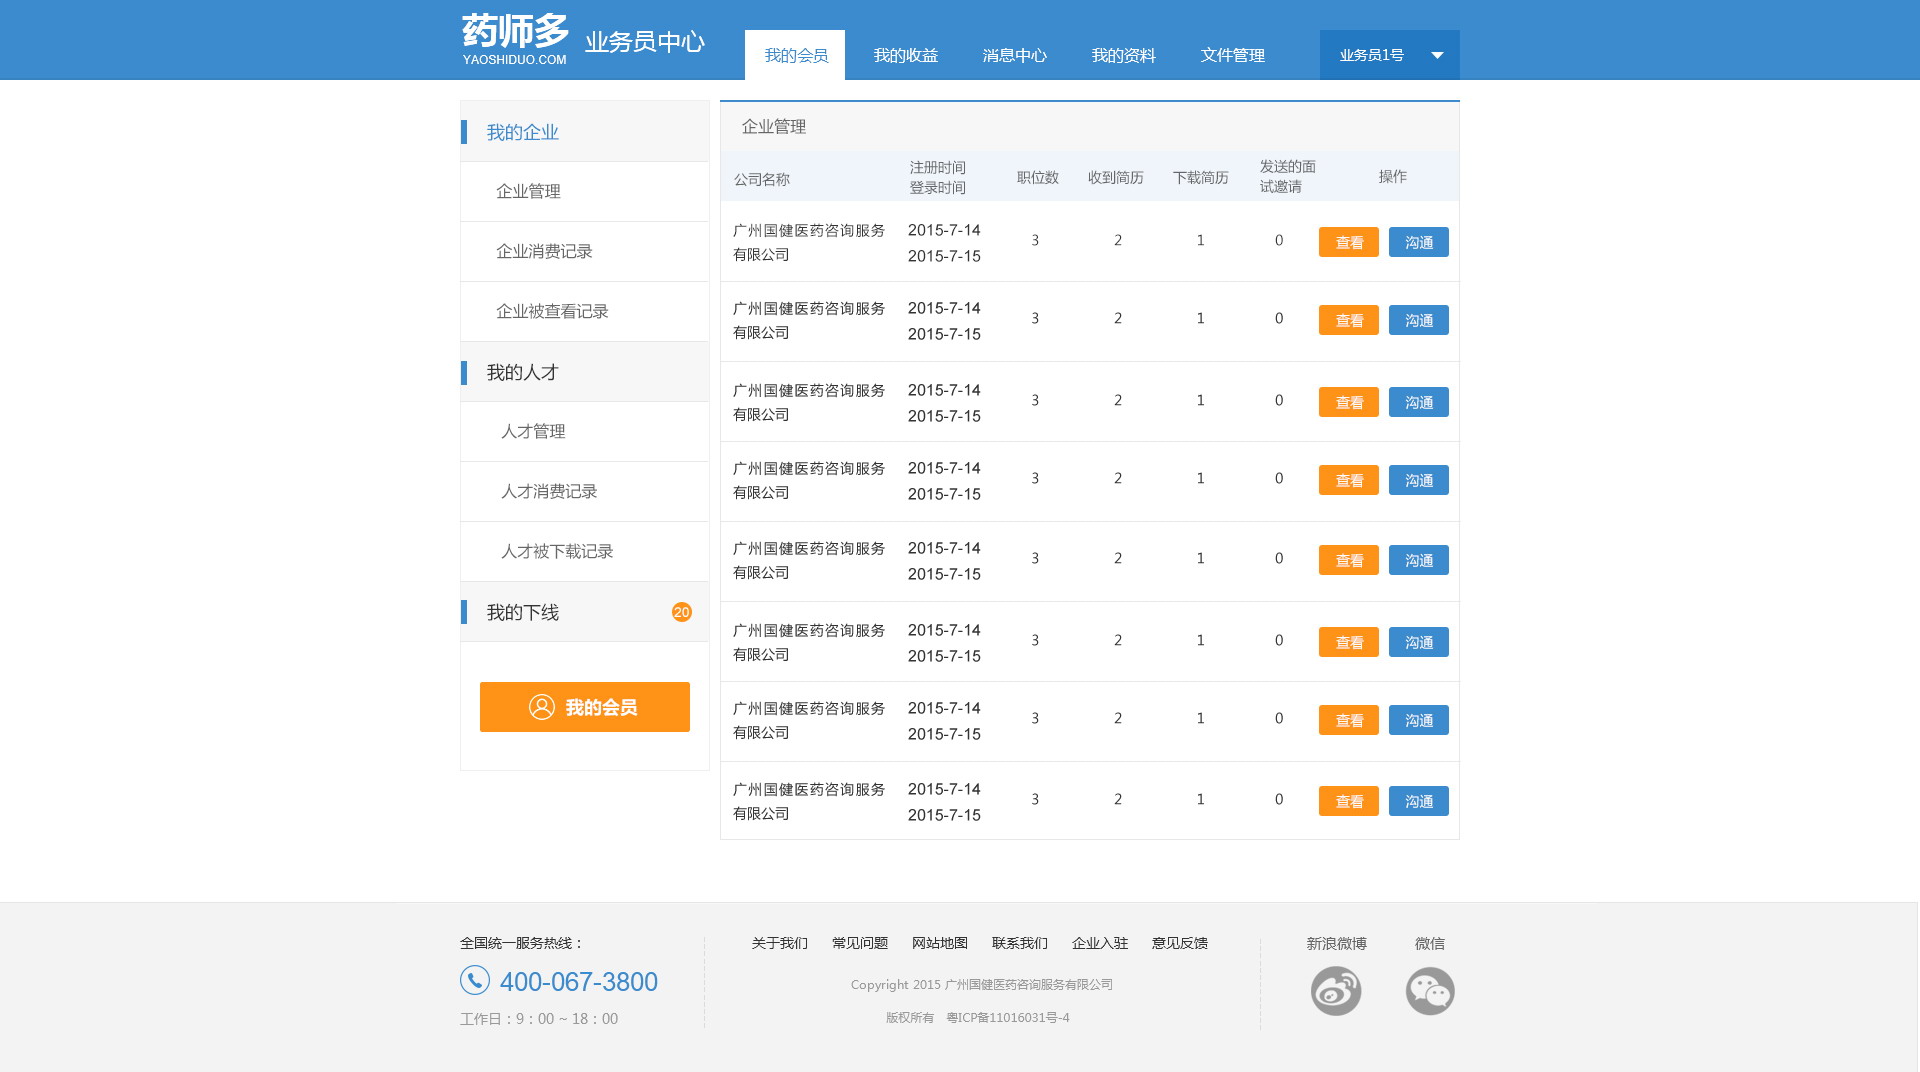 药师多
YAOSHIDUO.COM
业务员中心
我的会员 我的收益 消息中心 我的资料 文件管理
业务员1号
我的企业
企业管理
企业消费记录
企业被查看记录
我的人才
人才管理
人才消费记录
人才被下载记录
我的下线 20
我的会员
企业管理
公司名称 注册时间 登录时间 职位数 收到简历 下载简历 发送的面试邀请 操作
广州国健医药咨询服务 2015-7-14 3 2 1 0 查看 沟通
有限公司 2015-7-15
广州国健医药咨询服务 2015-7-14 3 2 1 0 查看 沟通
有限公司 2015-7-15
广州国健医药咨询服务 2015-7-14 3 2 1 0 查看 沟通
有限公司 2015-7-15
广州国健医药咨询服务 2015-7-14 3 2 1 0 查看 沟通
有限公司 2015-7-15
广州国健医药咨询服务 2015-7-14 3 2 1 0 查看 沟通
有限公司 2015-7-15
广州国健医药咨询服务 2015-7-14 3 2 1 0 查看 沟通
有限公司 2015-7-15
广州国健医药咨询服务 2015-7-14 3 2 1 0 查看 沟通
有限公司 2015-7-15
广州国健医药咨询服务 2015-7-14 3 2 1 0 查看 沟通
有限公司 2015-7-15
全国统一服务热线：
400-067-3800
工作日：9：00 ~ 18：00
关于我们 常见问题 网站地图 联系我们 企业入驻 意见反馈
Copyright 2015 广州国健医药咨询服务有限公司
版权所有 粤ICP备11016031号-4
新浪微博 微信